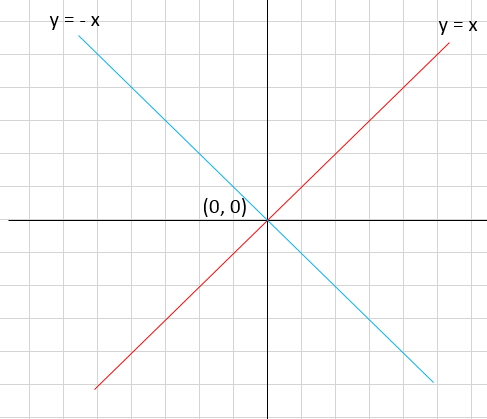 y = - x
y = x
(0, 0)